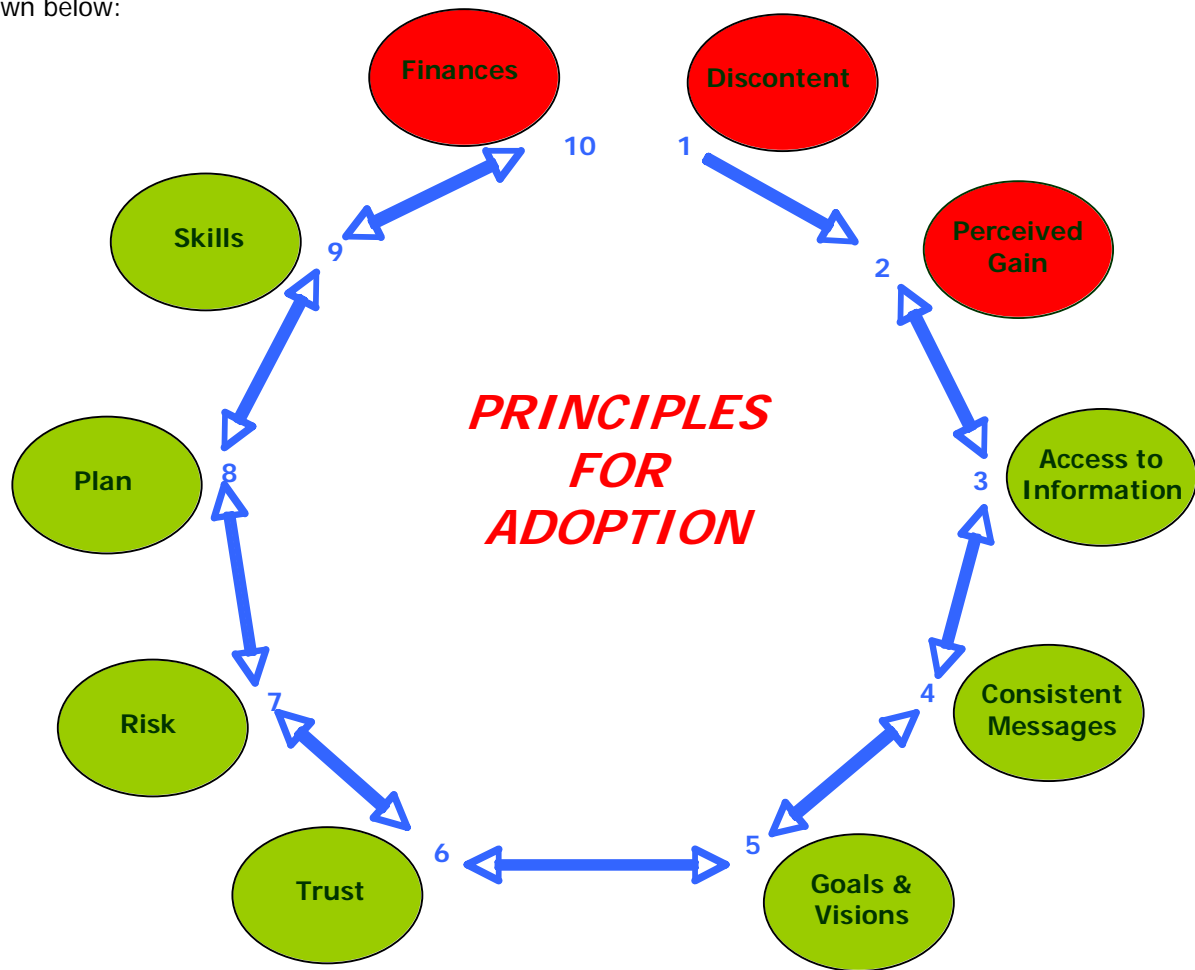 wn below:
Finances
Discontent
10
1
Skills
9
2
Perceived
Gain
PRINCIPLES
FOR
ADOPTION
Plan
8
3
Access to
Information
Risk
7
4
Consistent
Messages
Trust
6
5
Goals &
Visions